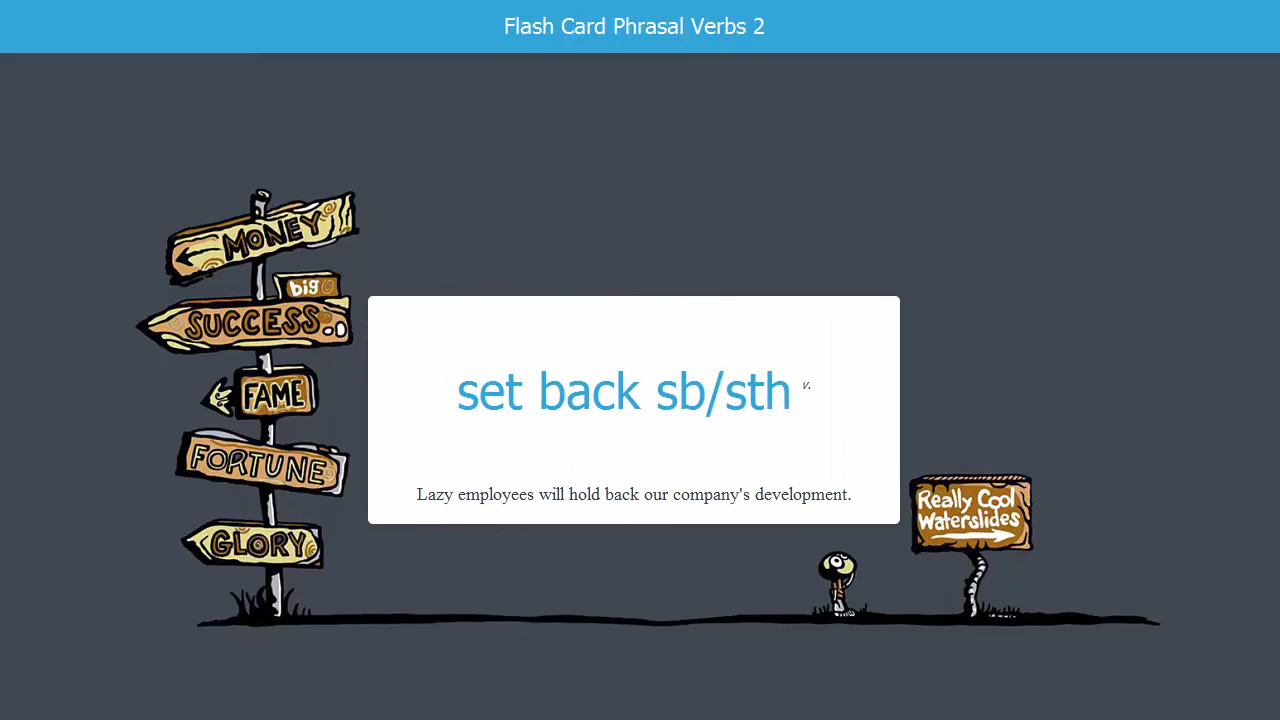 Flash Card Phrasal Verbs 2
MONEY
big
SUCCESS
FAME
FORTUNE
GLORY
set back sb/sth v.
Lazy employees will hold back our company's development.
Really Cool
Waterslides